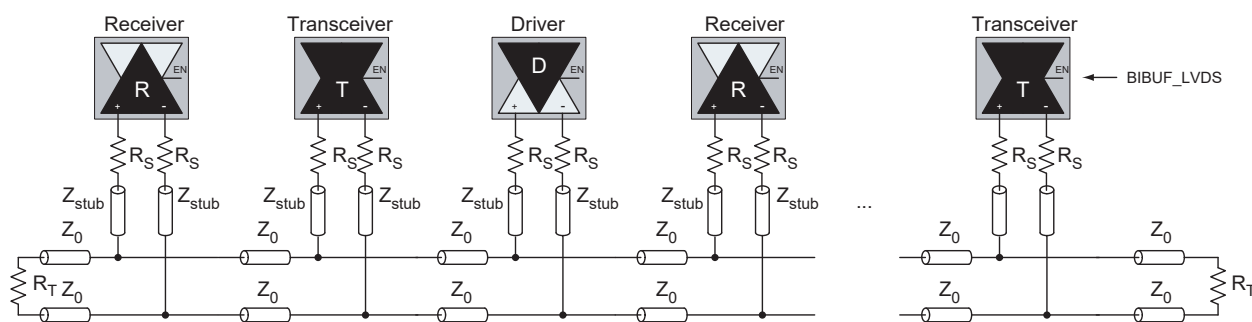 Receiver Transceiver Driver Receiver Transceiver
EN EN D EN EN EN BIBUF_LVDS
R T R T
+ - + - + - + - + -
RS RS RS RS RS RS RS RS RS RS
Zstub Zstub Zstub Zstub Zstub Zstub Zstub Zstub ...
Z0 Z0 Z0 Z0 Z0 Z0
RT RT
Z0 Z0 Z0 Z0 Z0 Z0